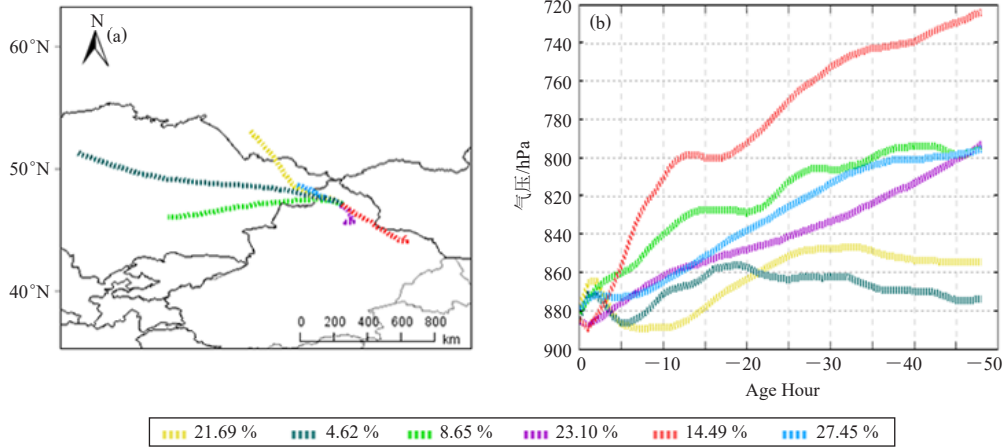 N
(a)
60°N
50°N
40°N
0 200 400 600 800
km
(b)
720
740
760
780
800
820
840
860
880
900
气压/hPa
0 －10 －20 －30 －40 －50
Age Hour
21.69 % 4.62 % 8.65 % 23.10 % 14.49 % 27.45 %